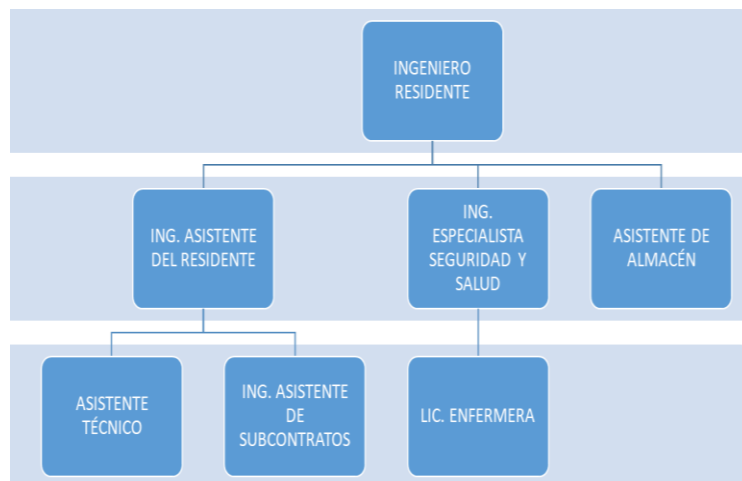 INGENIERO
RESIDENTE
ING. ASISTENTE
DEL RESIDENTE
ING.
ESPECIALISTA
SEGURIDAD Y
SALUD
ASISTENTE DE
ALMACÉN
ASISTENTE
TÉCNICO
ING. ASISTENTE
DE
SUBCONTRATOS
LIC. ENFERMERA